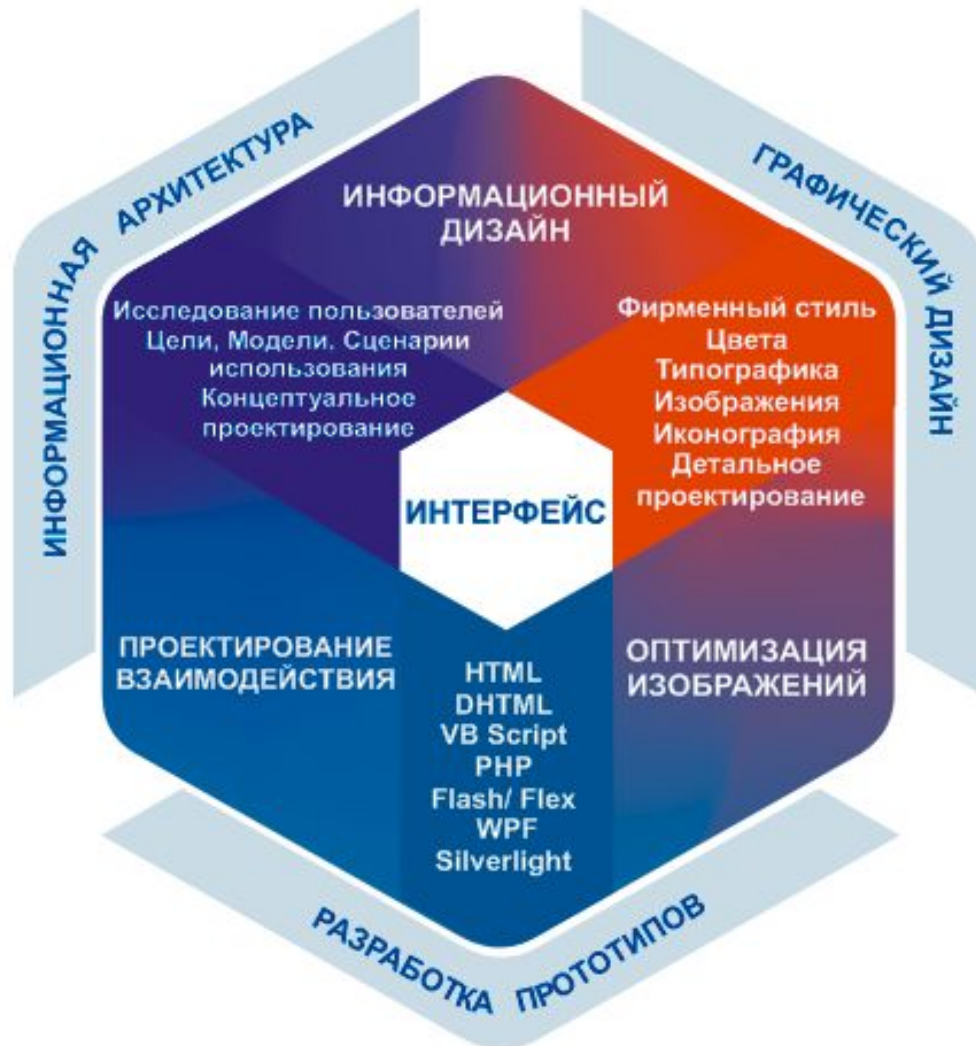 ИНФОРМАЦИОННАЯ АРХИТЕКТУРА
ГРАФИЧЕСКИЙ ДИЗАЙН
ИНФОРМАЦИОННЫЙ
ДИЗАЙН
Исследование пользователей
Цели, Модели. Сценарии
использования
Концептуальное
проектирование
Фирменный стиль
Цвета
Типографика
Изображения
Иконография
Детальное
проектирование
ИНТЕРФЕЙС
ПРОЕКТИРОВАНИЕ
ВЗАИМОДЕЙСТВИЯ
HTML
DHTML
VB Script
PHP
Flash/ Flex
WPF
Silverlight
ОПТИМИЗАЦИЯ
ИЗОБРАЖЕНИЙ
РАЗРАБОТКА ПРОТОТИПОВ